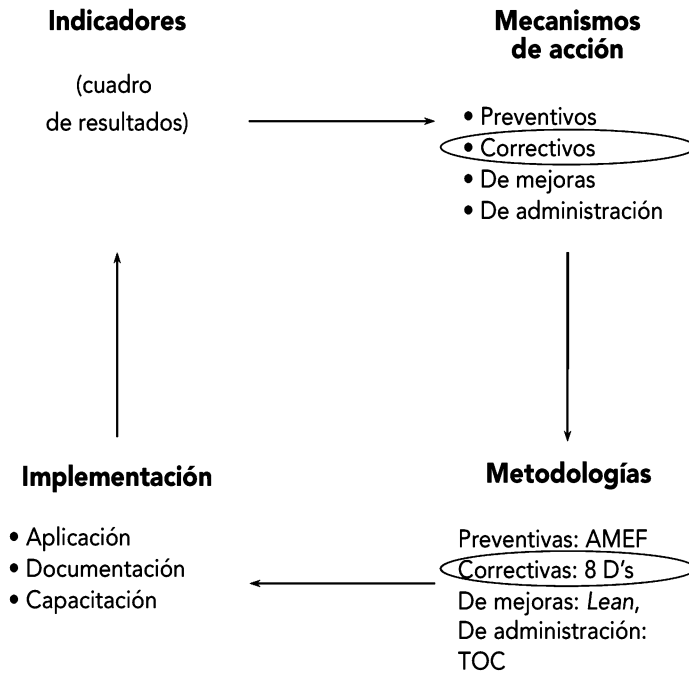 Indicadores
(cuadro
de resultados)
Mecanismos
de acción
• Preventivos
• Correctivos
• De mejoras
• De administración
Implementación
• Aplicación
• Documentación
• Capacitación
Metodologías
Preventivas: AMEF
Correctivas: 8 D's
De mejoras: Lean,
De administración:
TOC